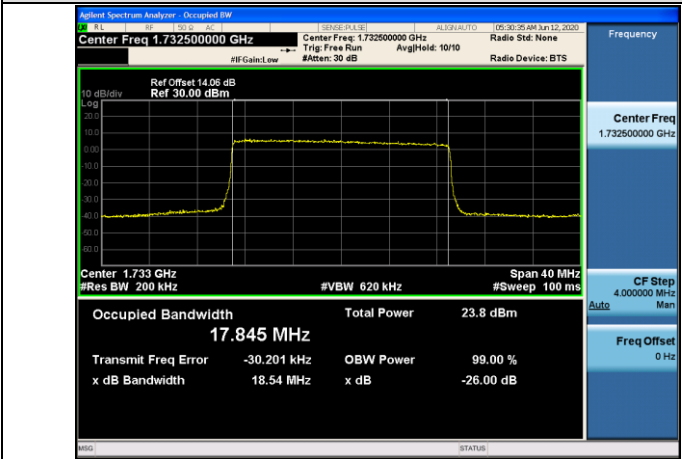 Agilent Spectrum Analyzer - Occupied BW
RL RF 50 Ω AC SENSE:PULSE ALIGN AUTO 05:30:35 AM Jun 12, 2020
Center Freq 1.732500000 GHz Center Freq: 1.732500000 GHz Radio Std: None Frequency
Trig: Free Run Avg|Hold: 10/10
#IFGain:Low #Atten: 30 dB Radio Device: BTS
Ref Offset 14.06 dB
10 dB/div Ref 30.00 dBm
Log
20.0
10.0
0.00
-10.0
-20.0
-30.0
-40.0
-50.0
-60.0
Center Freq
1.732500000 GHz
Center 1.733 GHz Span 40 MHz
#Res BW 200 kHz #VBW 620 kHz #Sweep 100 ms
CF Step
4.000000 MHz
Auto Man
Occupied Bandwidth Total Power 23.8 dBm
17.845 MHz
Transmit Freq Error -30.201 kHz OBW Power 99.00 %
x dB Bandwidth 18.54 MHz x dB -26.00 dB
Freq Offset
0 Hz
MSG STATUS